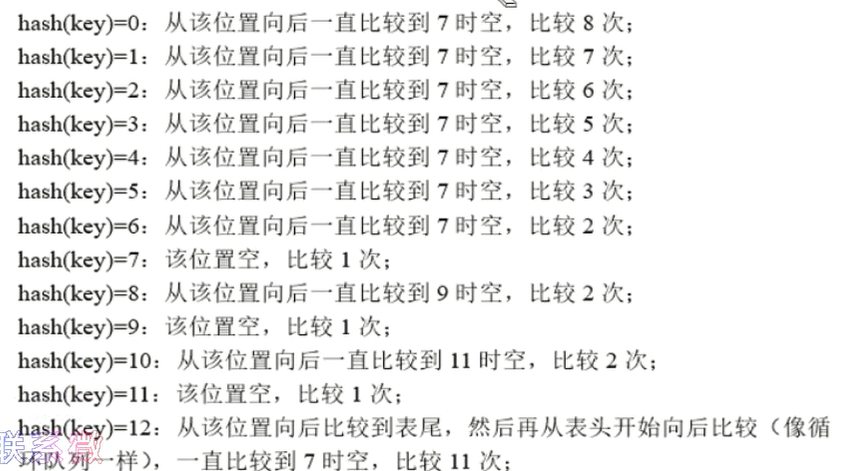 hash(key)=0：从该位置向后一直比较到 7 时空，比较 8 次；
hash(key)=1：从该位置向后一直比较到 7 时空，比较 7 次；
hash(key)=2：从该位置向后一直比较到 7 时空，比较 6 次；
hash(key)=3：从该位置向后一直比较到 7 时空，比较 5 次；
hash(key)=4：从该位置向后一直比较到 7 时空，比较 4 次；
hash(key)=5：从该位置向后一直比较到 7 时空，比较 3 次；
hash(key)=6：从该位置向后一直比较到 7 时空，比较 2 次；
hash(key)=7：该位置空，比较 1 次；
hash(key)=8：从该位置向后一直比较到 9 时空，比较 2 次；
hash(key)=9：该位置空，比较 1 次；
hash(key)=10：从该位置向后一直比较到 11 时空，比较 2 次；
hash(key)=11：该位置空，比较 1 次；
hash(key)=12：从该位置向后比较到表尾，然后再从表头开始向后比较（像循
环队列一样），一直比较到 7 时空，比较 11 次；
联系微